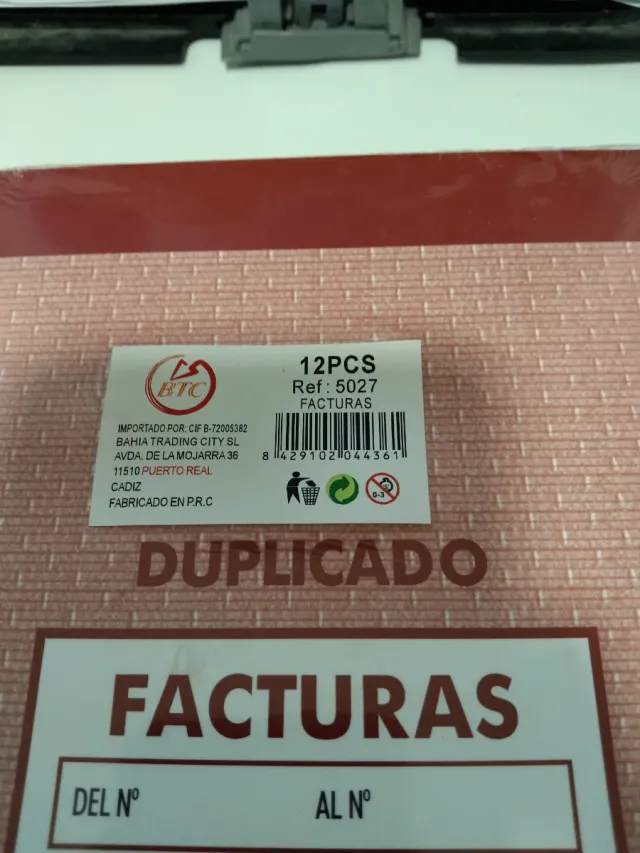 BTC
IMPORTADO POR: CIF B-72005382
BAHIA TRADING CITY SL
AVDA. DE LA MOJARRA 36
11510 PUERTO REAL
CADIZ
FABRICADO EN P.R.C
12PCS
Ref: 5027
FACTURAS
8 429102 044361
0-3
DUPLICADO
FACTURAS
DEL Nº
AL Nº